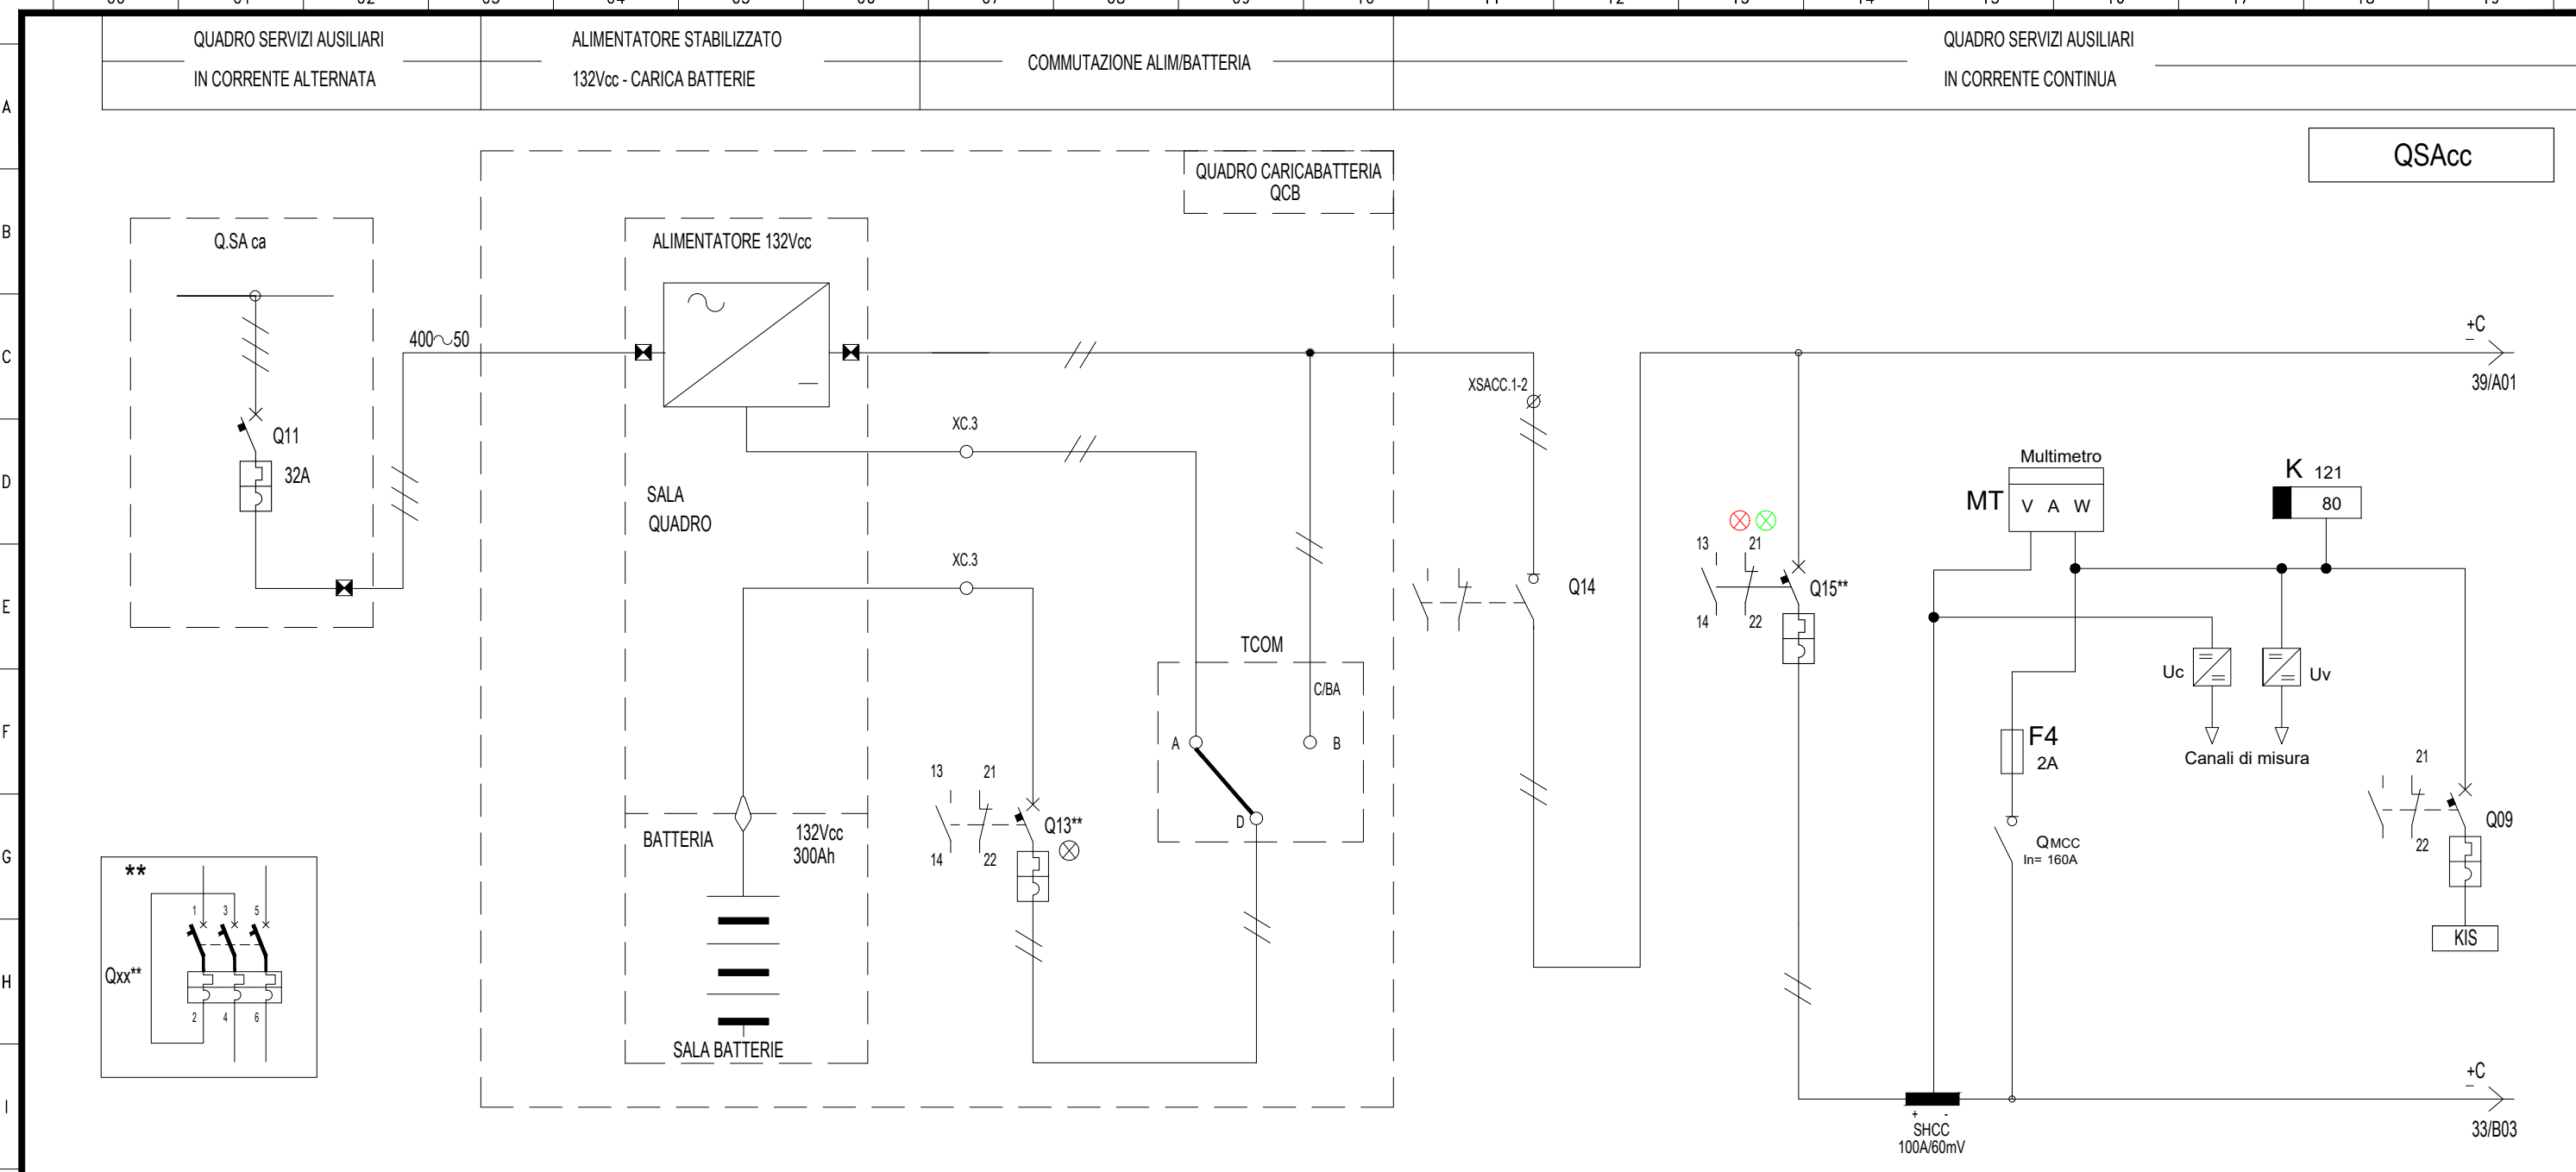 QUADRO SERVIZI AUSILIARI
IN CORRENTE ALTERNATA
ALIMENTATORE STABILIZZATO
132Vcc - CARICA BATTERIE
COMMUTAZIONE ALIM/BATTERIA
QUADRO SERVIZI AUSILIARI
IN CORRENTE CONTINUA
A
B
C
D
E
F
G
H
I
QSAcc
QUADRO CARICABATTERIA
QCB
Q.SA ca
ALIMENTATORE 132Vcc
400~50
Q11
32A
XC.3
XC.3
SALA
QUADRO
XSACC.1-2
+C
–
39/A01
Multimetro
MT
V A W
K 121
80
13
21
14
22
Q15**
Q14
TCOM
C/BA
A
B
D
Uc
Uv
Canali di misura
F4
2A
QMCC
In= 160A
13
21
14
22
Q13**
BATTERIA
132Vcc
300Ah
SALA BATTERIE
21
22
Q09
KIS
**
1
3
5
Qxx**
2
4
6
+C
–
33/B03
+ -
SHCC
100A/60mV